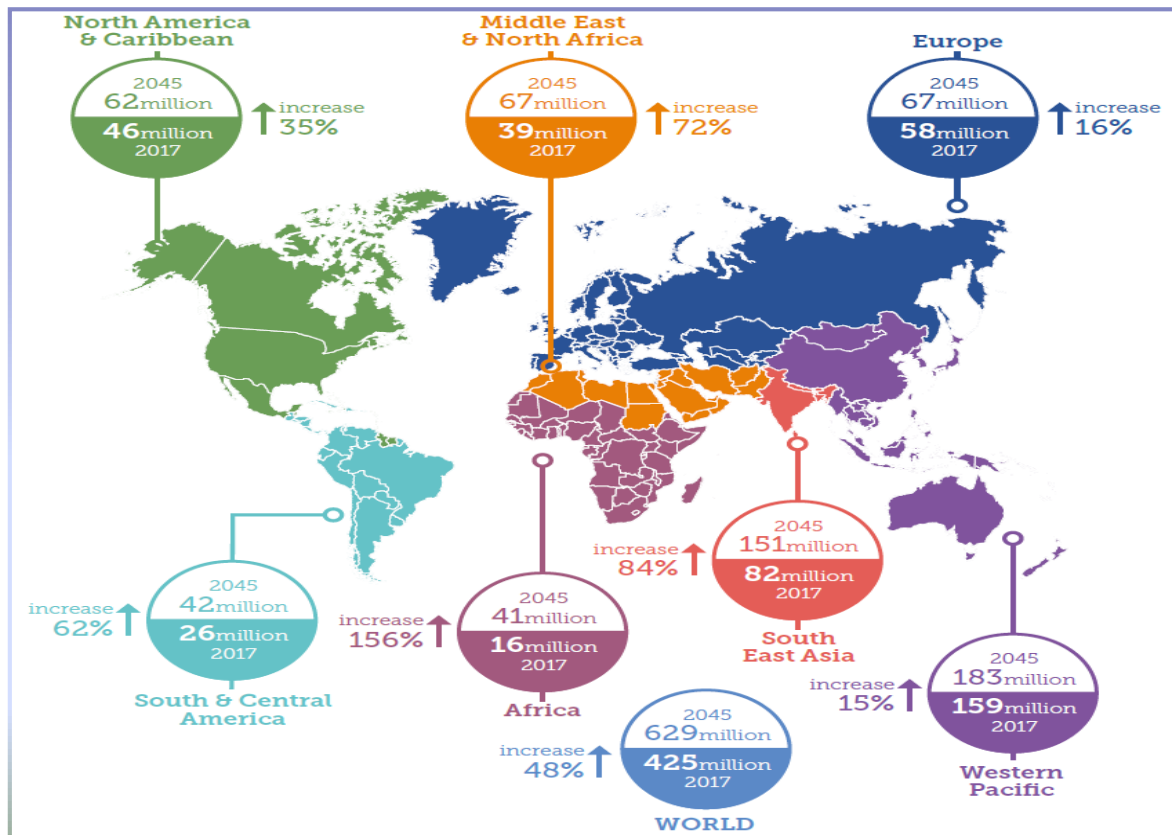 North America
& Caribbean
2045
62million
46million
2017
increase
35%
Middle East
& North Africa
2045
67million
39million
2017
increase
72%
Europe
2045
67million
58million
2017
increase
16%
2045
42million
26million
2017
increase
62%
South & Central
America
2045
41million
16million
2017
increase
156%
Africa
2045
151million
82million
2017
increase
84%
South
East Asia
2045
183million
159million
2017
increase
15%
Western
Pacific
2045
629million
425million
2017
increase
48%
WORLD